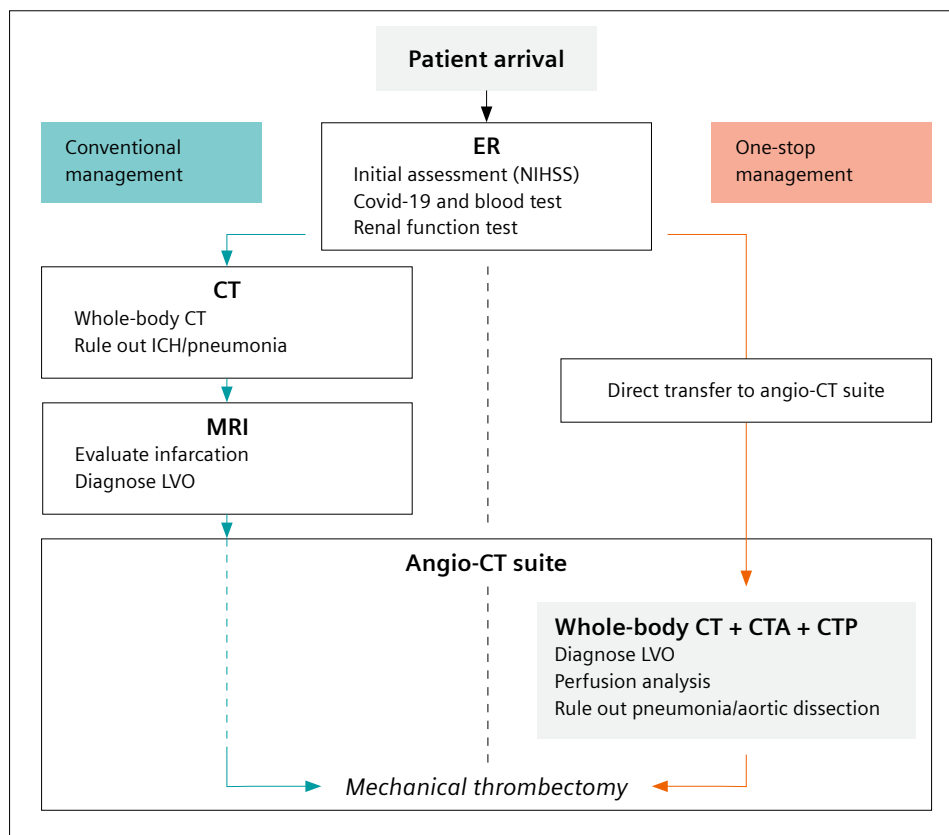 Patient arrival
Conventional
management
ER
Initial assessment (NIHSS)
Covid-19 and blood test
Renal function test
One-stop
management
CT
Whole-body CT
Rule out ICH/pneumonia
Direct transfer to angio-CT suite
MRI
Evaluate infarcation
Diagnose LVO
Angio-CT suite
Whole-body CT + CTA + CTP
Diagnose LVO
Perfusion analysis
Rule out pneumonia/aortic dissection
Mechanical thrombectomy